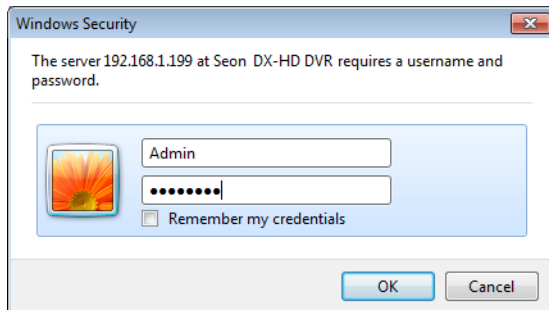 Windows Security
The server 192.168.1.199 at Seon DX-HD DVR requires a username and
password.
Admin
••••••••
Remember my credentials
OK
Cancel